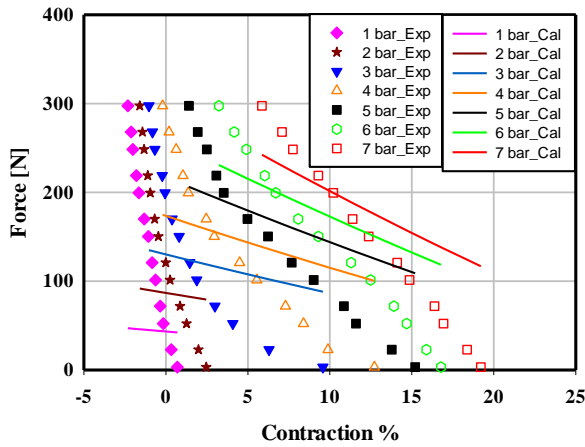 400
300
200
100
0
Force [N]
-5 0 5 10 15 20 25
Contraction %
1 bar_Exp
2 bar_Exp
3 bar_Exp
4 bar_Exp
5 bar_Exp
6 bar_Exp
7 bar_Exp
1 bar_Cal
2 bar_Cal
3 bar_Cal
4 bar_Cal
5 bar_Cal
6 bar_Cal
7 bar_Cal